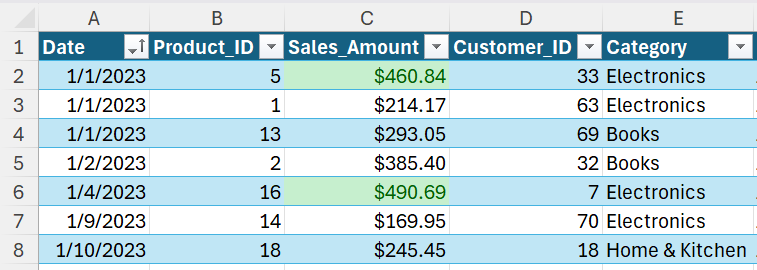 A B C D E
1 Date Product_ID Sales_Amount Customer_ID Category
2 1/1/2023 5 $460.84 33 Electronics
3 1/1/2023 1 $214.17 63 Electronics
4 1/1/2023 13 $293.05 69 Books
5 1/2/2023 2 $385.40 32 Books
6 1/4/2023 16 $490.69 7 Electronics
7 1/9/2023 14 $169.95 70 Electronics
8 1/10/2023 18 $245.45 18 Home & Kitchen